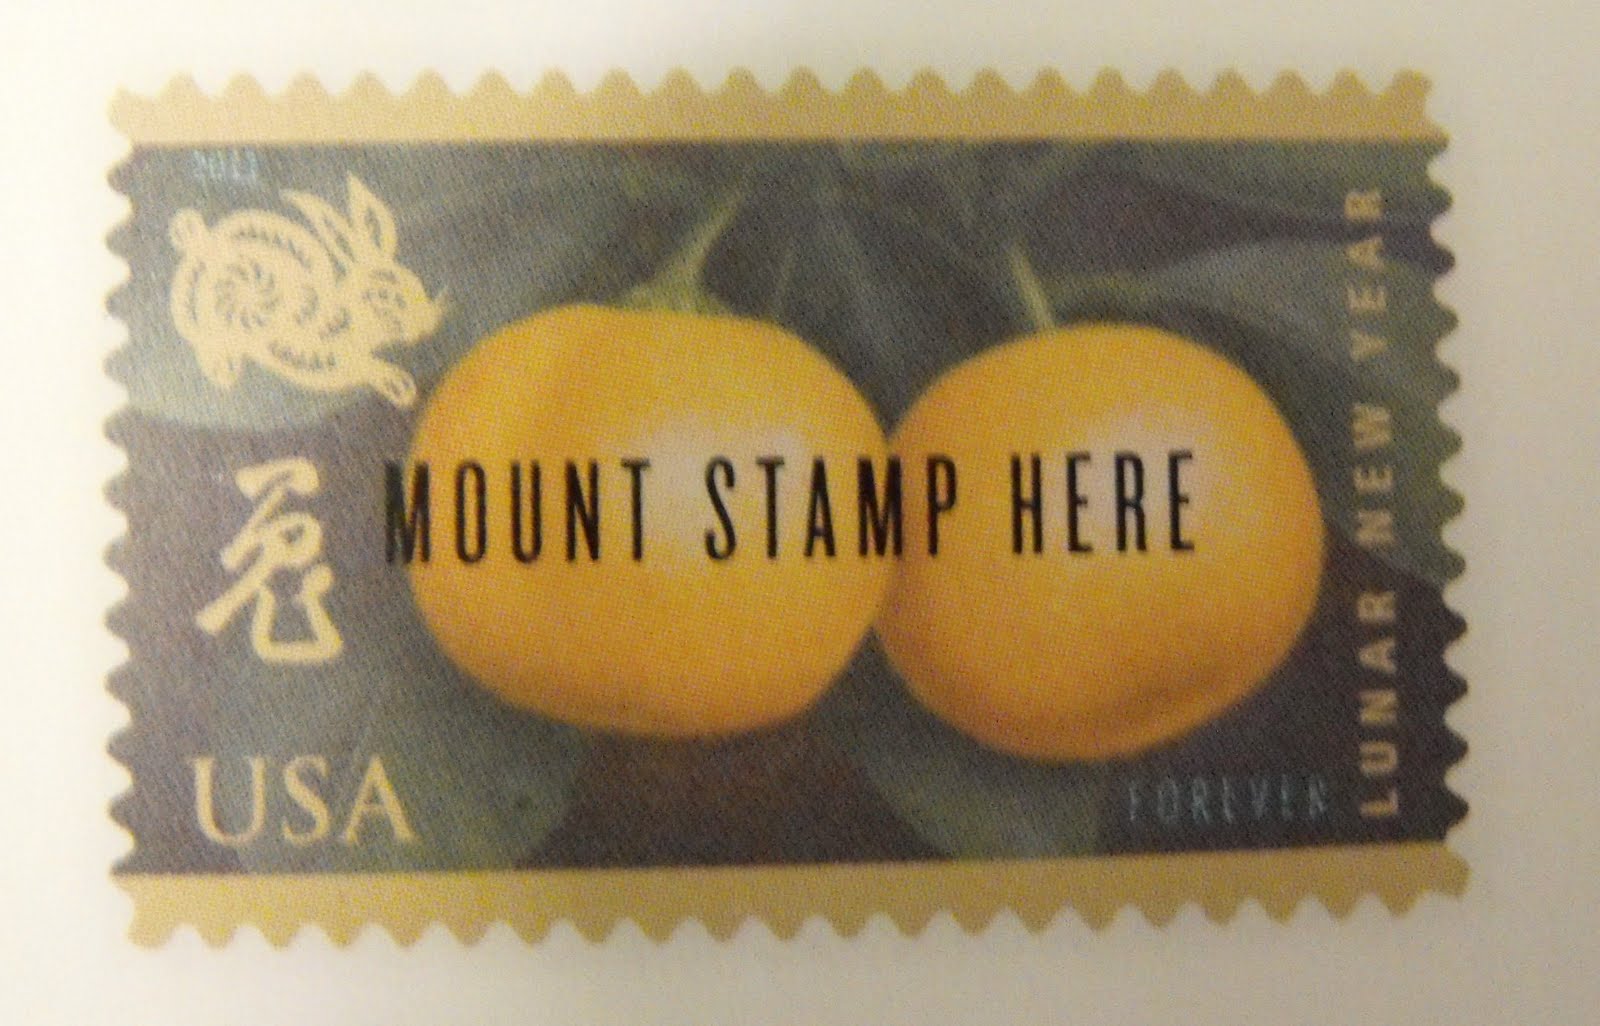 2011
兔
USA
MOUNT STAMP HERE
FOREVER
LUNAR NEW YEAR